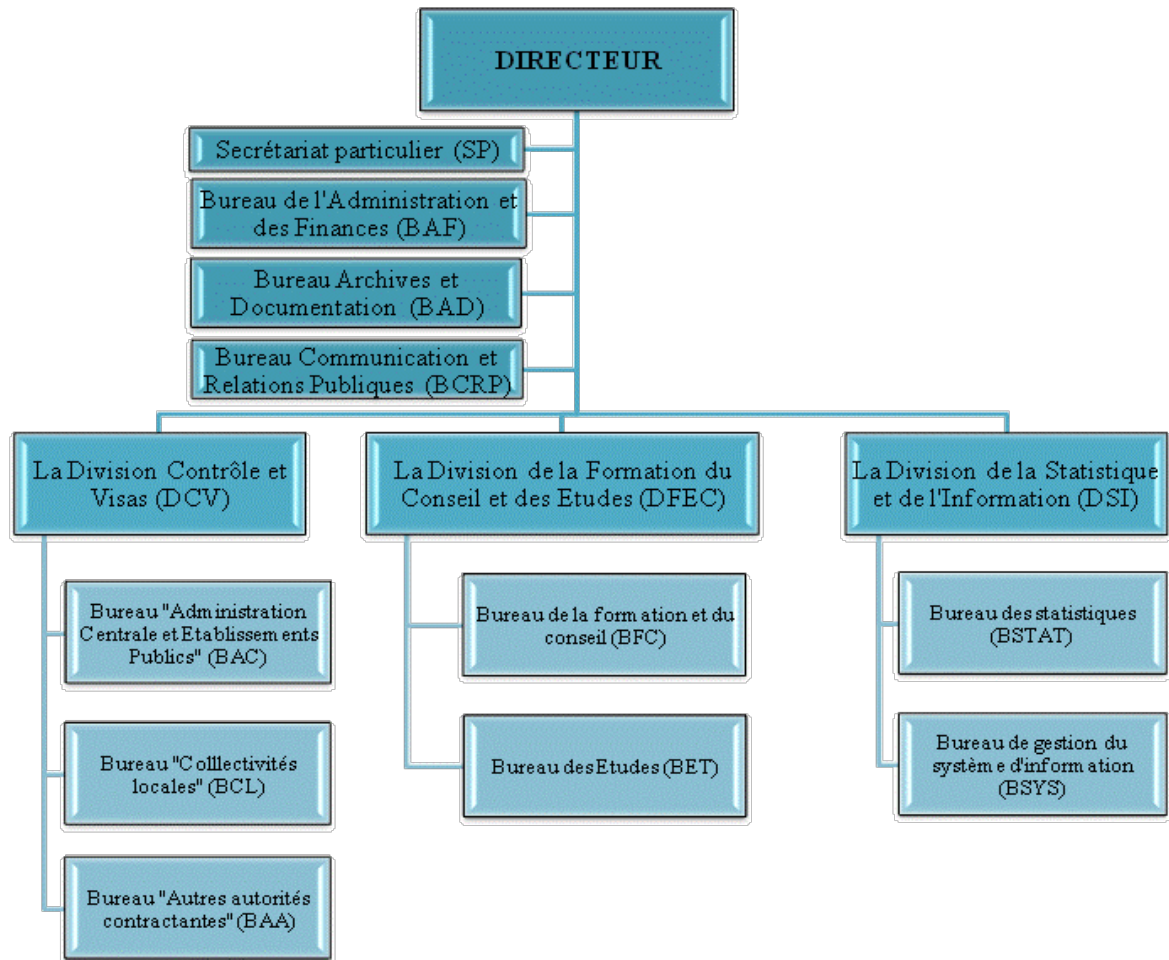 DIRECTEUR
Secrétariat particulier (SP)
Bureau de l'Administration et
des Finances (BAF)
Bureau Archives et
Documentation (BAD)
Bureau Communication et
Relations Publiques (BCRP)
La Division Contrôle et
Visas (DCV)
La Division de la Formation du
Conseil et des Etudes (DFEC)
La Division de la Statistique
et de l'Information (DSI)
Bureau "Administration
Centrale et Etablissements
Publics" (BAC)
Bureau "Colllectivités
locales" (BCL)
Bureau "Autres autorités
contractantes" (BAA)
Bureau de la formation et du
conseil (BFC)
Bureau des Etudes (BET)
Bureau des statistiques
(BSTAT)
Bureau de gestion du
système d'information
(BSYS)